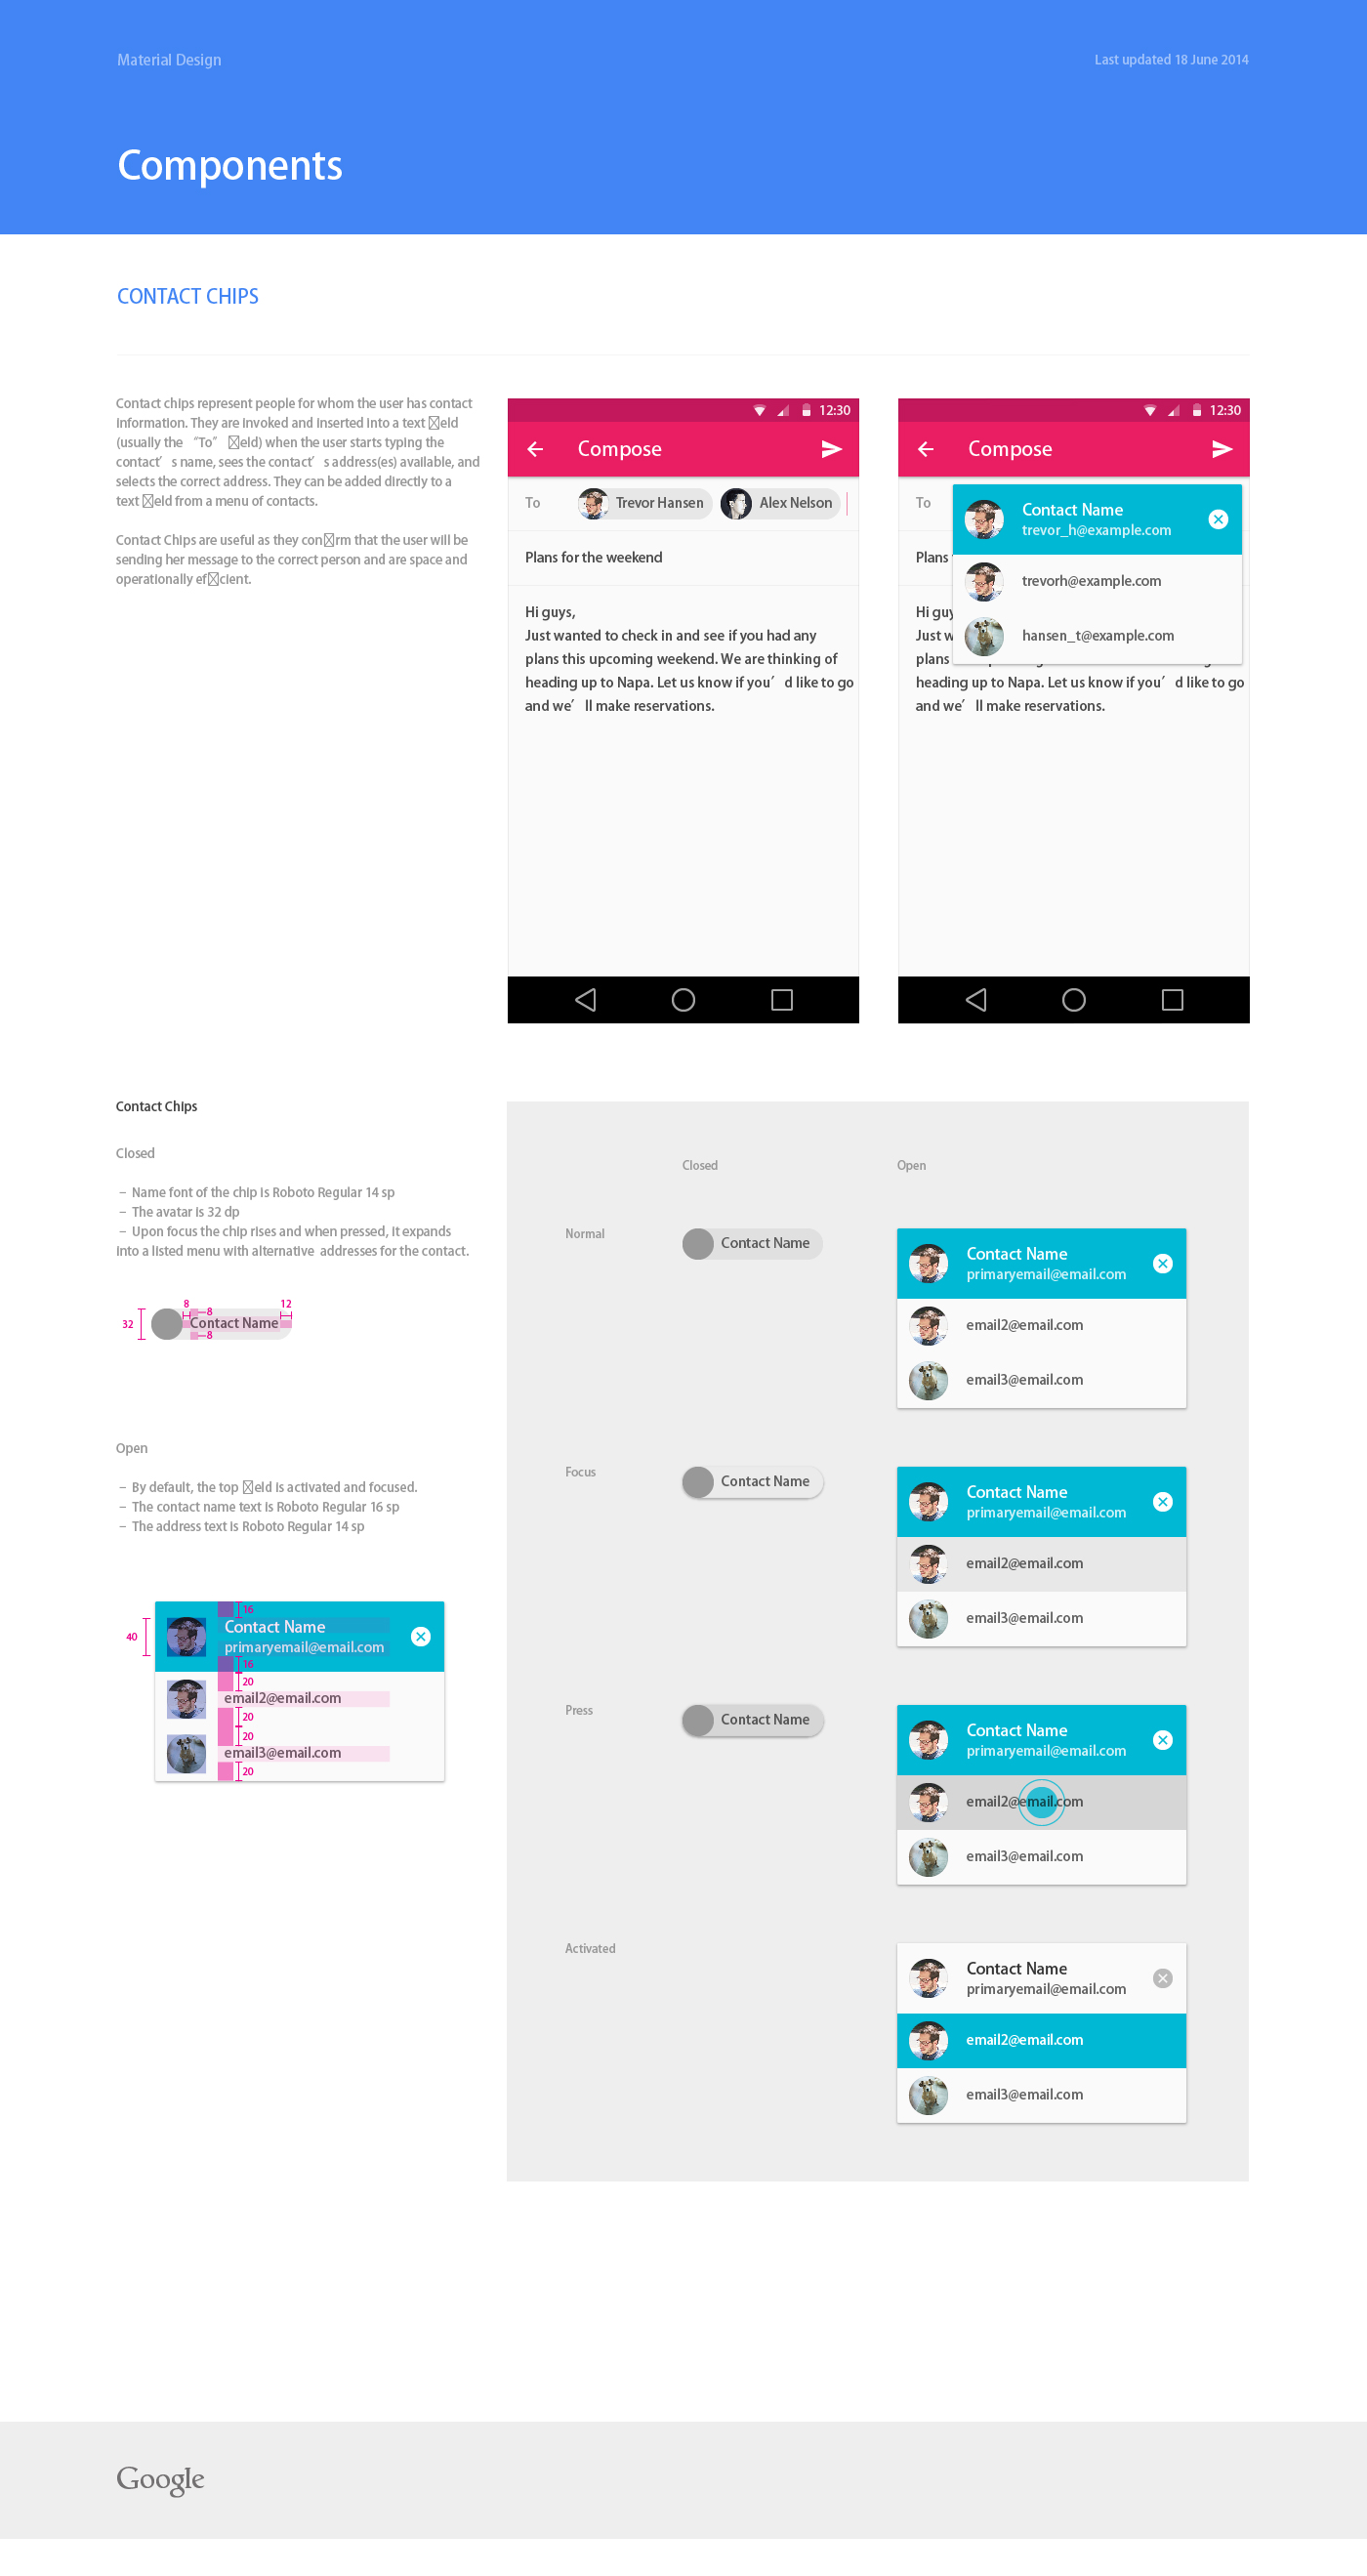 Material Design
Last updated 18 June 2014
Components
CONTACT CHIPS
Contact chips represent people for whom the user has contact
information. They are invoked and inserted into a text eld
(usually the “To” eld) when the user starts typing the
contact’s name, sees the contact’s address(es) available, and
selects the correct address. They can be added directly to a
text eld from a menu of contacts.
Contact Chips are useful as they con rm that the user will be
sending her message to the correct person and are space and
operationally ef cient.
12:30
Compose
To Trevor Hansen Alex Nelson
Plans for the weekend
Hi guys,
Just wanted to check in and see if you had any
plans this upcoming weekend. We are thinking of
heading up to Napa. Let us know if you’d like to go
and we’ll make reservations.
12:30
Compose
To
Contact Name
trevor_h@example.com
trevorh@example.com
hansen_t@example.com
Plans
Hi guy
Just w
plans
heading up to Napa. Let us know if you’d like to go
and we’ll make reservations.
Contact Chips
Closed
– Name font of the chip is Roboto Regular 14 sp
– The avatar is 32 dp
– Upon focus the chip rises and when pressed, it expands
into a listed menu with alternative addresses for the contact.
8 12
8
32 Contact Name
8
Open
– By default, the top eld is activated and focused.
– The contact name text is Roboto Regular 16 sp
– The address text is Roboto Regular 14 sp
16
40 Contact Name
primaryemail@email.com
16
20
email2@email.com
20
20
email3@email.com
20
Closed Open
Normal
Contact Name
Contact Name
primaryemail@email.com
email2@email.com
email3@email.com
Focus
Contact Name
Contact Name
primaryemail@email.com
email2@email.com
email3@email.com
Press
Contact Name
Contact Name
primaryemail@email.com
email2@email.com
email3@email.com
Activated
Contact Name
primaryemail@email.com
email2@email.com
email3@email.com
Google